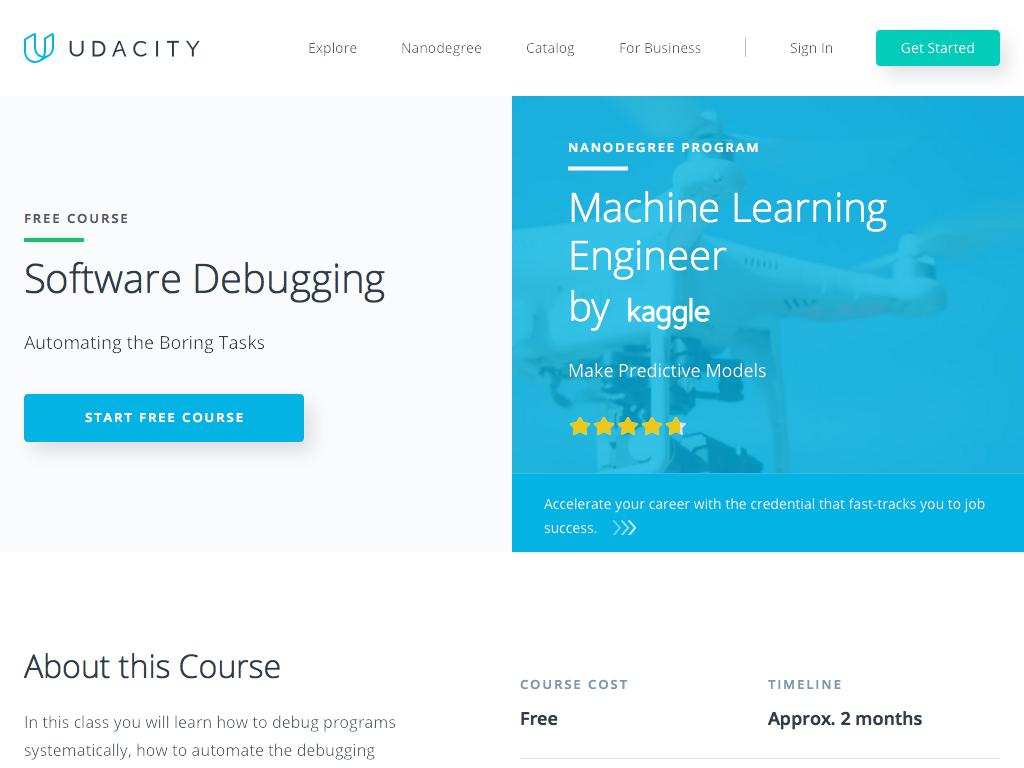 UDACITY
Explore
Nanodegree
Catalog
For Business
Sign In
Get Started
FREE COURSE
Software Debugging
Automating the Boring Tasks
START FREE COURSE
NANODEGREE PROGRAM
Machine Learning
Engineer
by kaggle
Make Predictive Models
Accelerate your career with the credential that fast-tracks you to job
success.
About this Course
In this class you will learn how to debug programs
systematically, how to automate the debugging
COURSE COST
Free
TIMELINE
Approx. 2 months